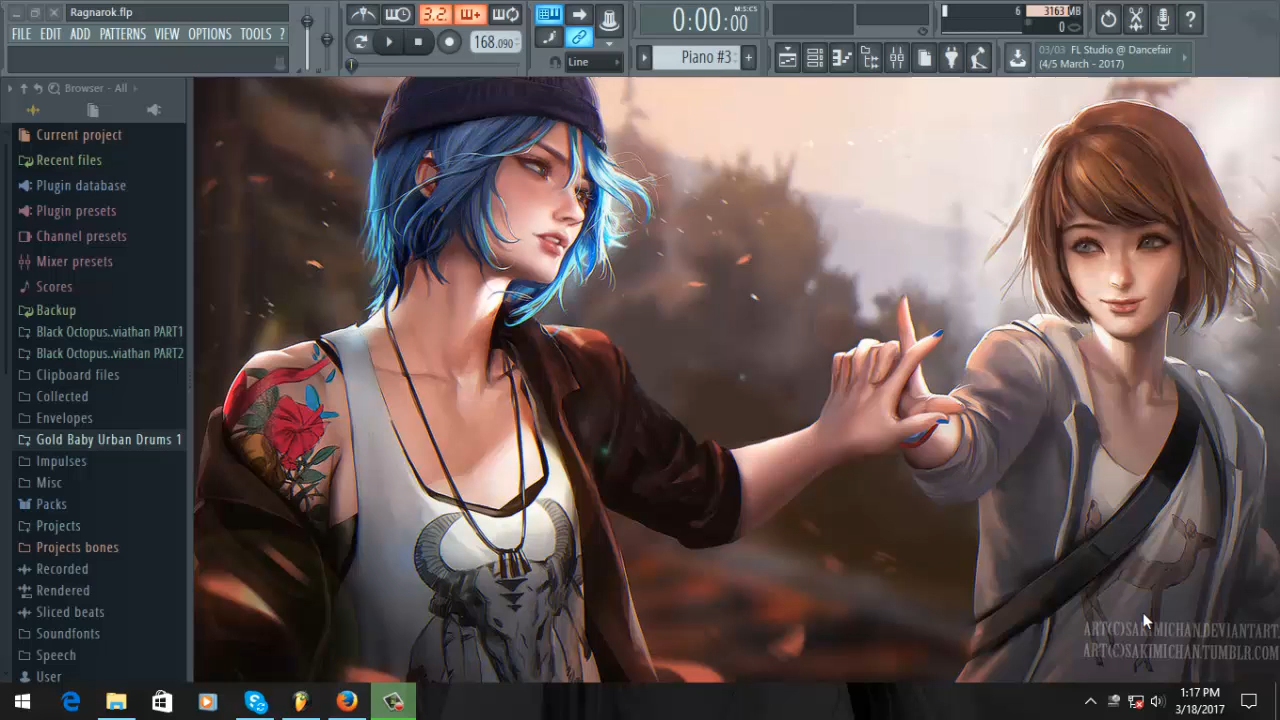 Ragnarok.flp
FILE EDIT ADD PATTERNS VIEW OPTIONS TOOLS ?
3.2.
168.090
0:00:00
M:S:CS
Line
Piano #3
6
3163 MB
0
03/03 FL Studio @ Dancefair
(4/5 March - 2017)
Browser - All
Current project
Recent files
Plugin database
Plugin presets
Channel presets
Mixer presets
Scores
Backup
Black Octopus..viathan PART1
Black Octopus..viathan PART2
Clipboard files
Collected
Envelopes
Gold Baby Urban Drums 1
Impulses
Misc
Packs
Projects
Projects bones
Recorded
Rendered
Sliced beats
Soundfonts
Speech
User
ART(C)SAKIMICHAN.DEVIANTART
ART(C)SAKIMICHAN.TUMBLR.COM
1:17 PM
3/18/2017